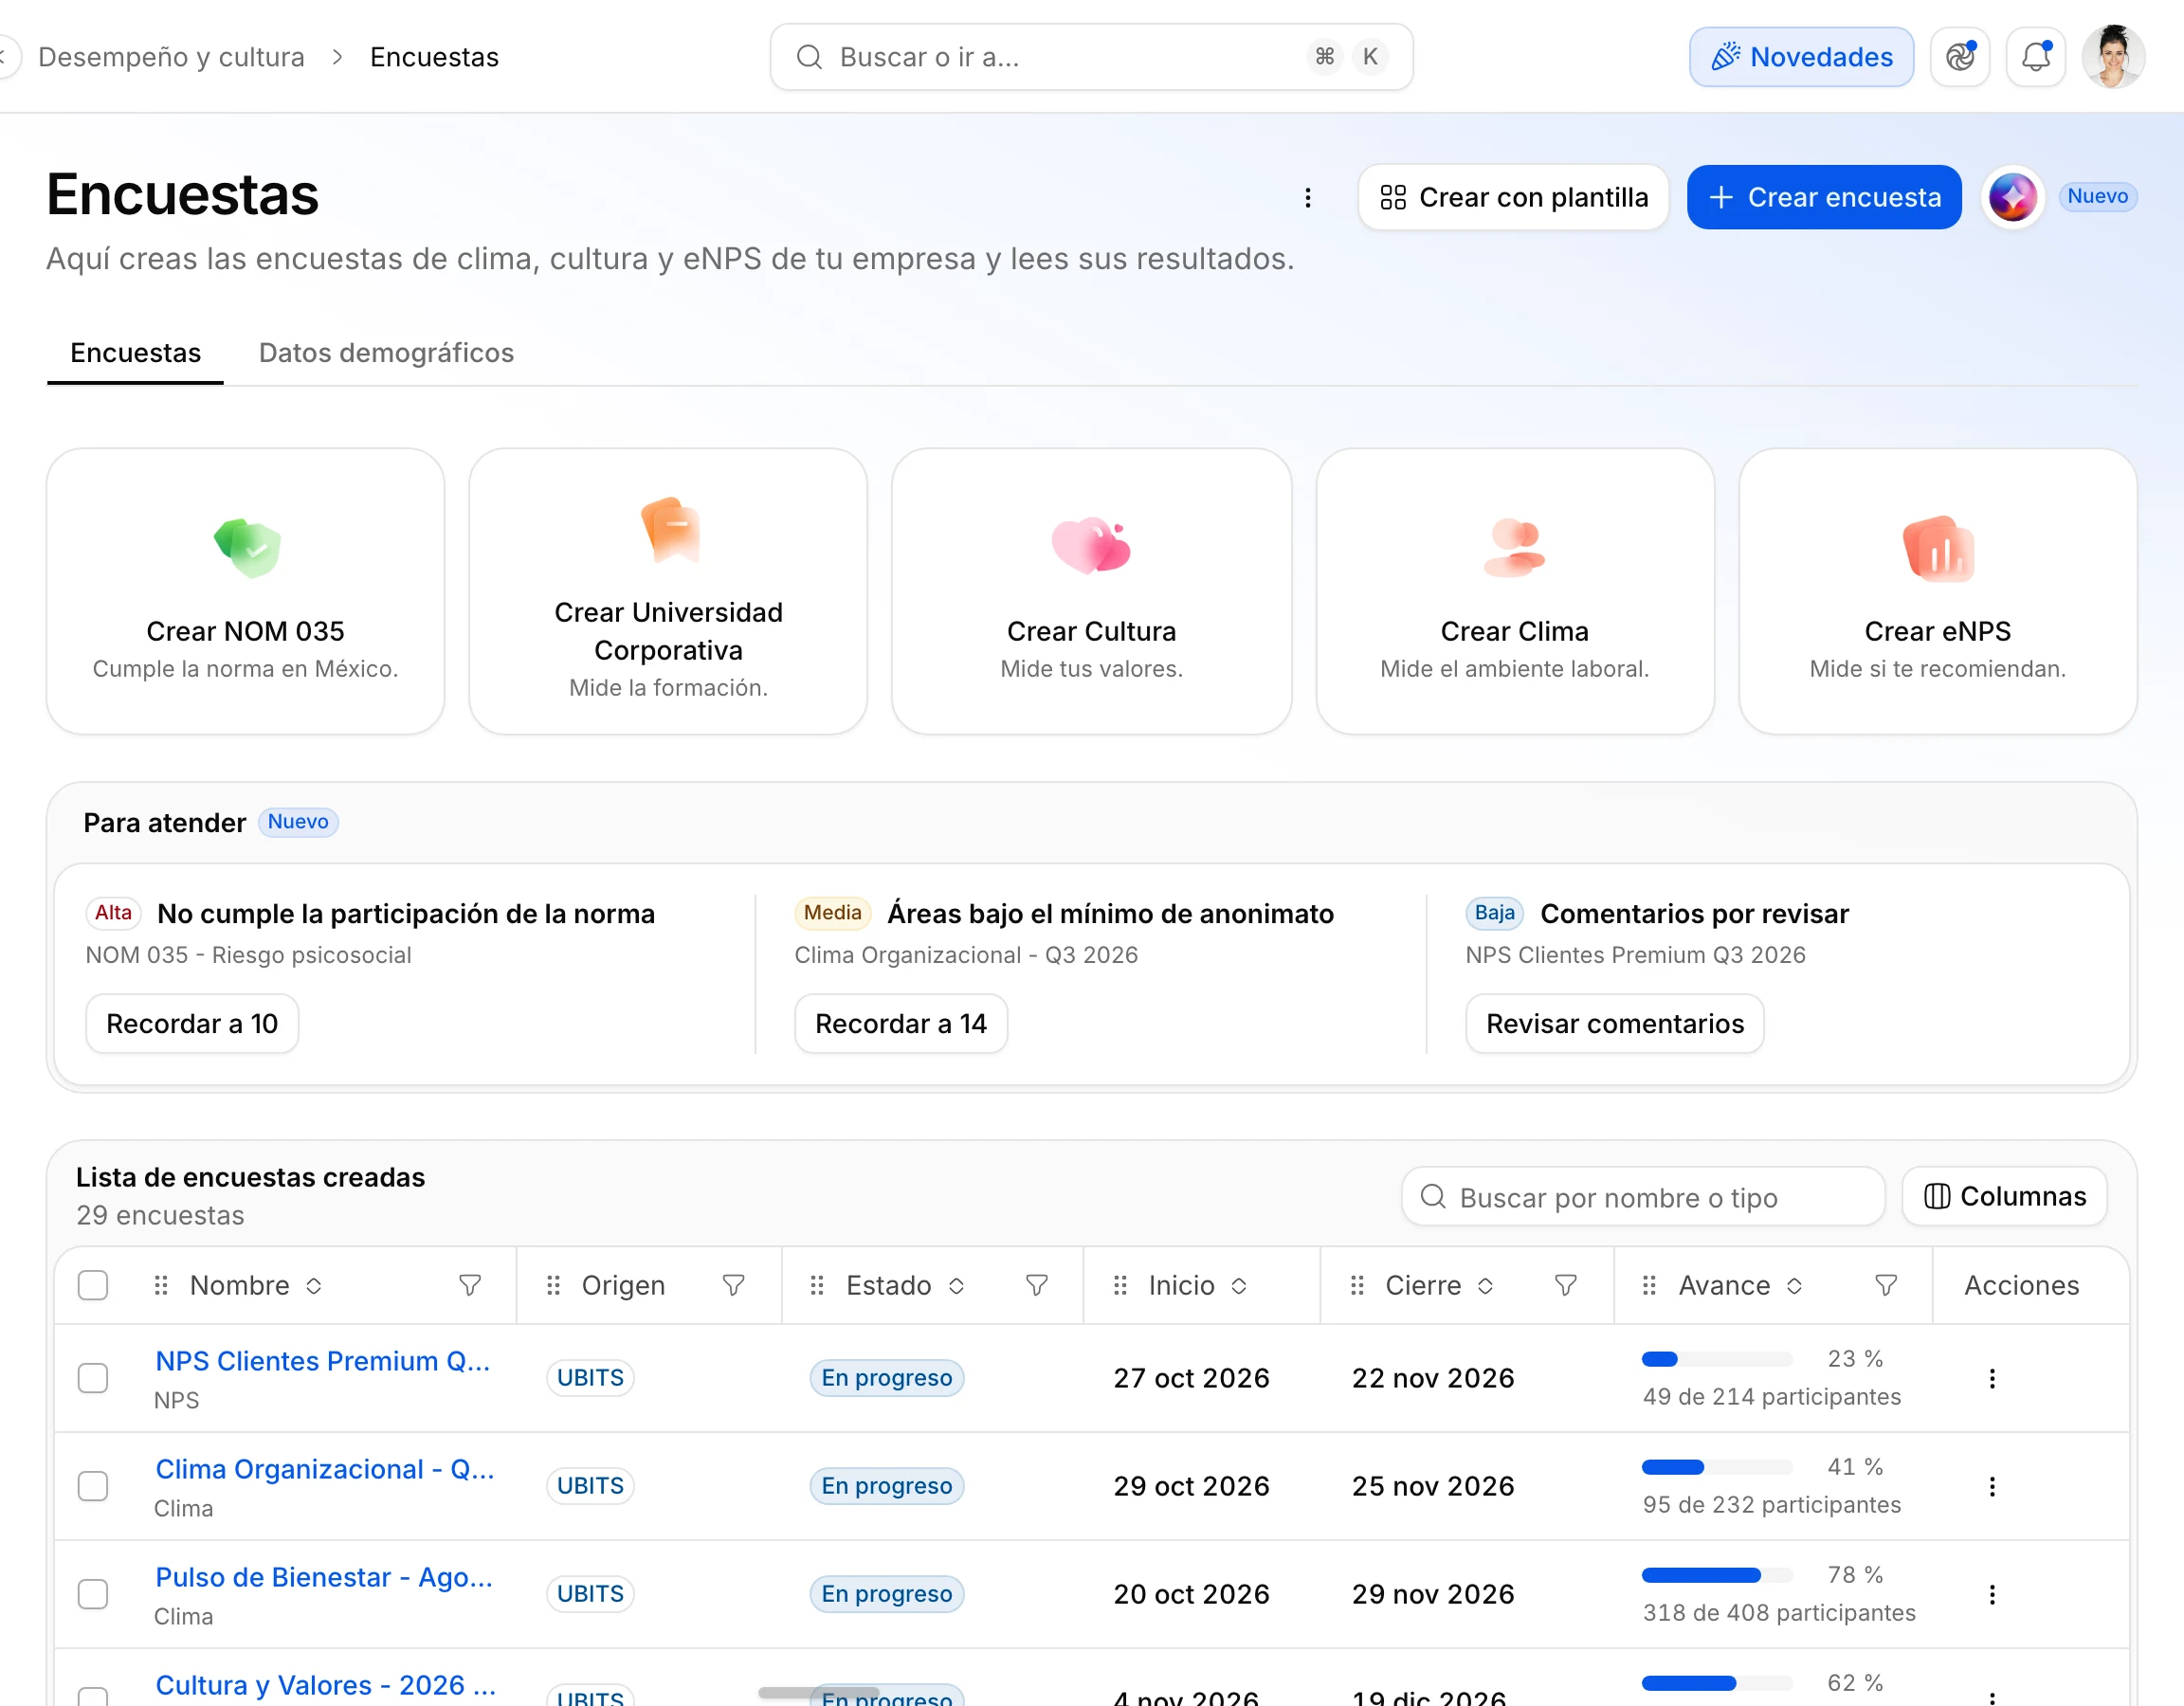 Desempeño y cultura > Encuestas
Buscar o ir a... ⌘ K
Novedades
Encuestas
Aquí creas las encuestas de clima, cultura y eNPS de tu empresa y lees sus resultados.
Crear con plantilla
+ Crear encuesta
Nuevo
Encuestas Datos demográficos
Crear NOM 035
Cumple la norma en México.
Crear Universidad
Corporativa
Mide la formación.
Crear Cultura
Mide tus valores.
Crear Clima
Mide el ambiente laboral.
Crear eNPS
Mide si te recomiendan.
Para atender Nuevo
Alta No cumple la participación de la norma
NOM 035 - Riesgo psicosocial
Recordar a 10
Media Áreas bajo el mínimo de anonimato
Clima Organizacional - Q3 2026
Recordar a 14
Baja Comentarios por revisar
NPS Clientes Premium Q3 2026
Revisar comentarios
Lista de encuestas creadas
29 encuestas
Buscar por nombre o tipo
Columnas
Nombre Origen Estado Inicio Cierre Avance Acciones
NPS Clientes Premium Q... UBITS En progreso 27 oct 2026 22 nov 2026 23 %
NPS 49 de 214 participantes
Clima Organizacional - Q... UBITS En progreso 29 oct 2026 25 nov 2026 41 %
Clima 95 de 232 participantes
Pulso de Bienestar - Ago... UBITS En progreso 20 oct 2026 29 nov 2026 78 %
Clima 318 de 408 participantes
Cultura y Valores - 2026 ... UBITS En progreso 4 nov 2026 19 dic 2026 62 %